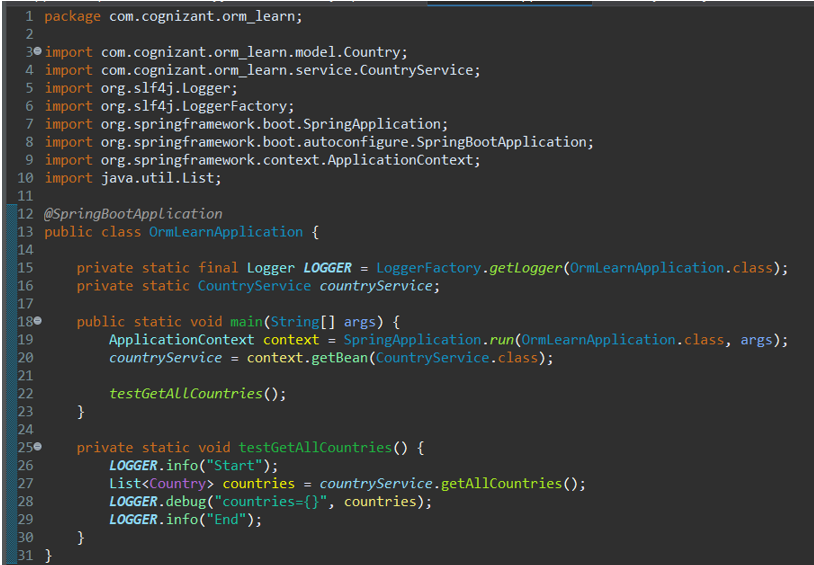 1 package com.cognizant.orm_learn;
2
3 import com.cognizant.orm_learn.model.Country;
4 import com.cognizant.orm_learn.service.CountryService;
5 import org.slf4j.Logger;
6 import org.slf4j.LoggerFactory;
7 import org.springframework.boot.SpringApplication;
8 import org.springframework.boot.autoconfigure.SpringBootApplication;
9 import org.springframework.context.ApplicationContext;
10 import java.util.List;
11
12 @SpringBootApplication
13 public class OrmLearnApplication {
14
15     private static final Logger LOGGER = LoggerFactory.getLogger(OrmLearnApplication.class);
16     private static CountryService countryService;
17
18     public static void main(String[] args) {
19         ApplicationContext context = SpringApplication.run(OrmLearnApplication.class, args);
20         countryService = context.getBean(CountryService.class);
21
22         testGetAllCountries();
23     }
24
25     private static void testGetAllCountries() {
26         LOGGER.info("Start");
27         List<Country> countries = countryService.getAllCountries();
28         LOGGER.debug("countries={}", countries);
29         LOGGER.info("End");
30     }
31 }